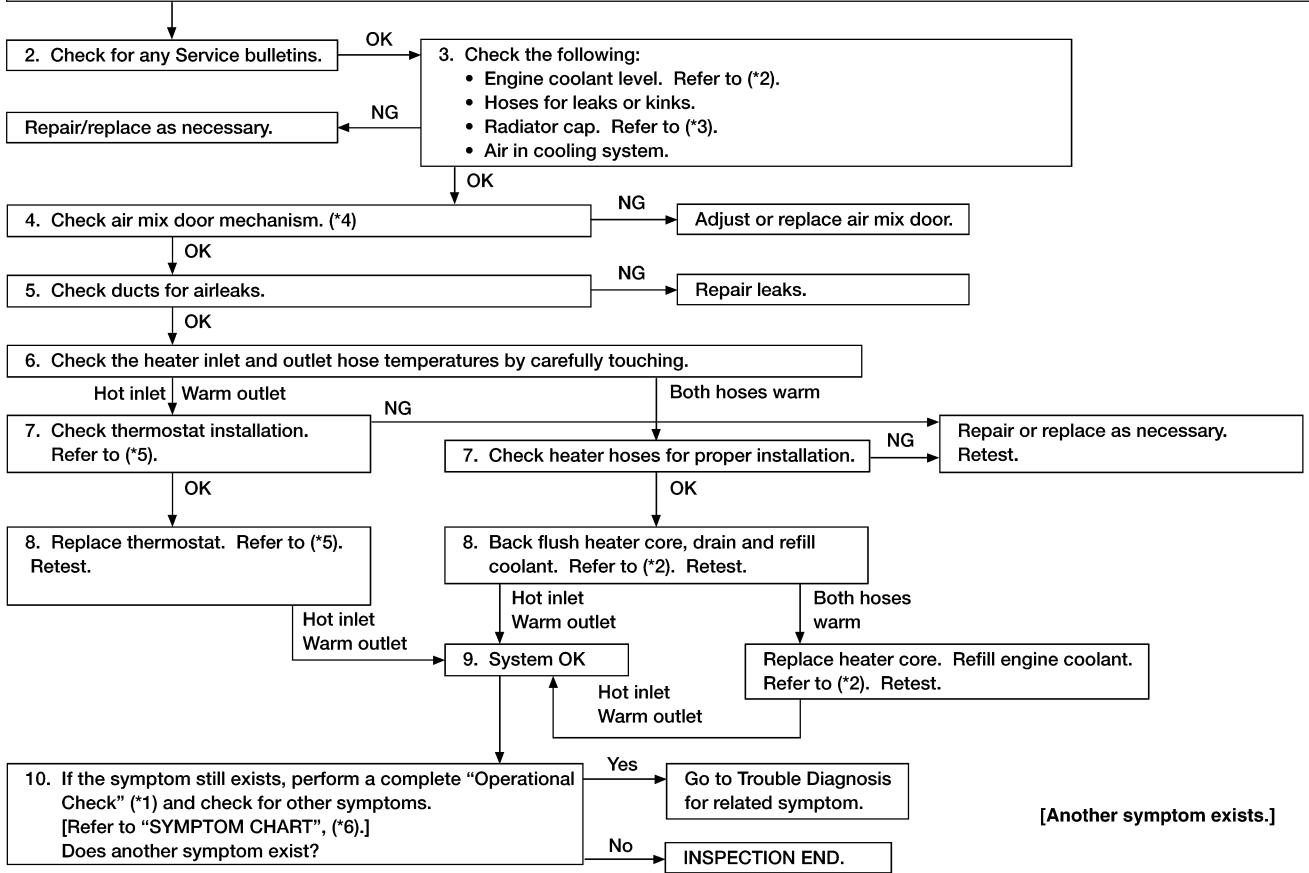 2. Check for any Service bulletins.
OK
3. Check the following:
• Engine coolant level. Refer to (*2).
• Hoses for leaks or kinks.
• Radiator cap. Refer to (*3).
• Air in cooling system.
NG
Repair/replace as necessary.
OK
4. Check air mix door mechanism. (*4)
NG
Adjust or replace air mix door.
OK
5. Check ducts for airleaks.
NG
Repair leaks.
OK
6. Check the heater inlet and outlet hose temperatures by carefully touching.
Hot inlet Warm outlet
Both hoses warm
7. Check thermostat installation.
Refer to (*5).
NG
7. Check heater hoses for proper installation.
NG
Repair or replace as necessary.
Retest.
OK
OK
8. Replace thermostat. Refer to (*5).
Retest.
8. Back flush heater core, drain and refill
coolant. Refer to (*2). Retest.
Hot inlet
Warm outlet
Hot inlet
Warm outlet
Both hoses
warm
9. System OK
Replace heater core. Refill engine coolant.
Refer to (*2). Retest.
Hot inlet
Warm outlet
10. If the symptom still exists, perform a complete “Operational
Check” (*1) and check for other symptoms.
[Refer to “SYMPTOM CHART”, (*6).]
Does another symptom exist?
Yes
Go to Trouble Diagnosis
for related symptom.
[Another symptom exists.]
No
INSPECTION END.